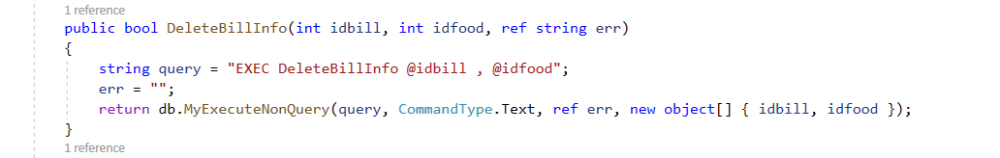 1 reference
public bool DeleteBillInfo(int idbill, int idfood, ref string err)
{
string query = "EXEC DeleteBillInfo @idbill , @idfood";
err = "";
return db.MyExecuteNonQuery(query, CommandType.Text, ref err, new object[] { idbill, idfood });
}
1 reference